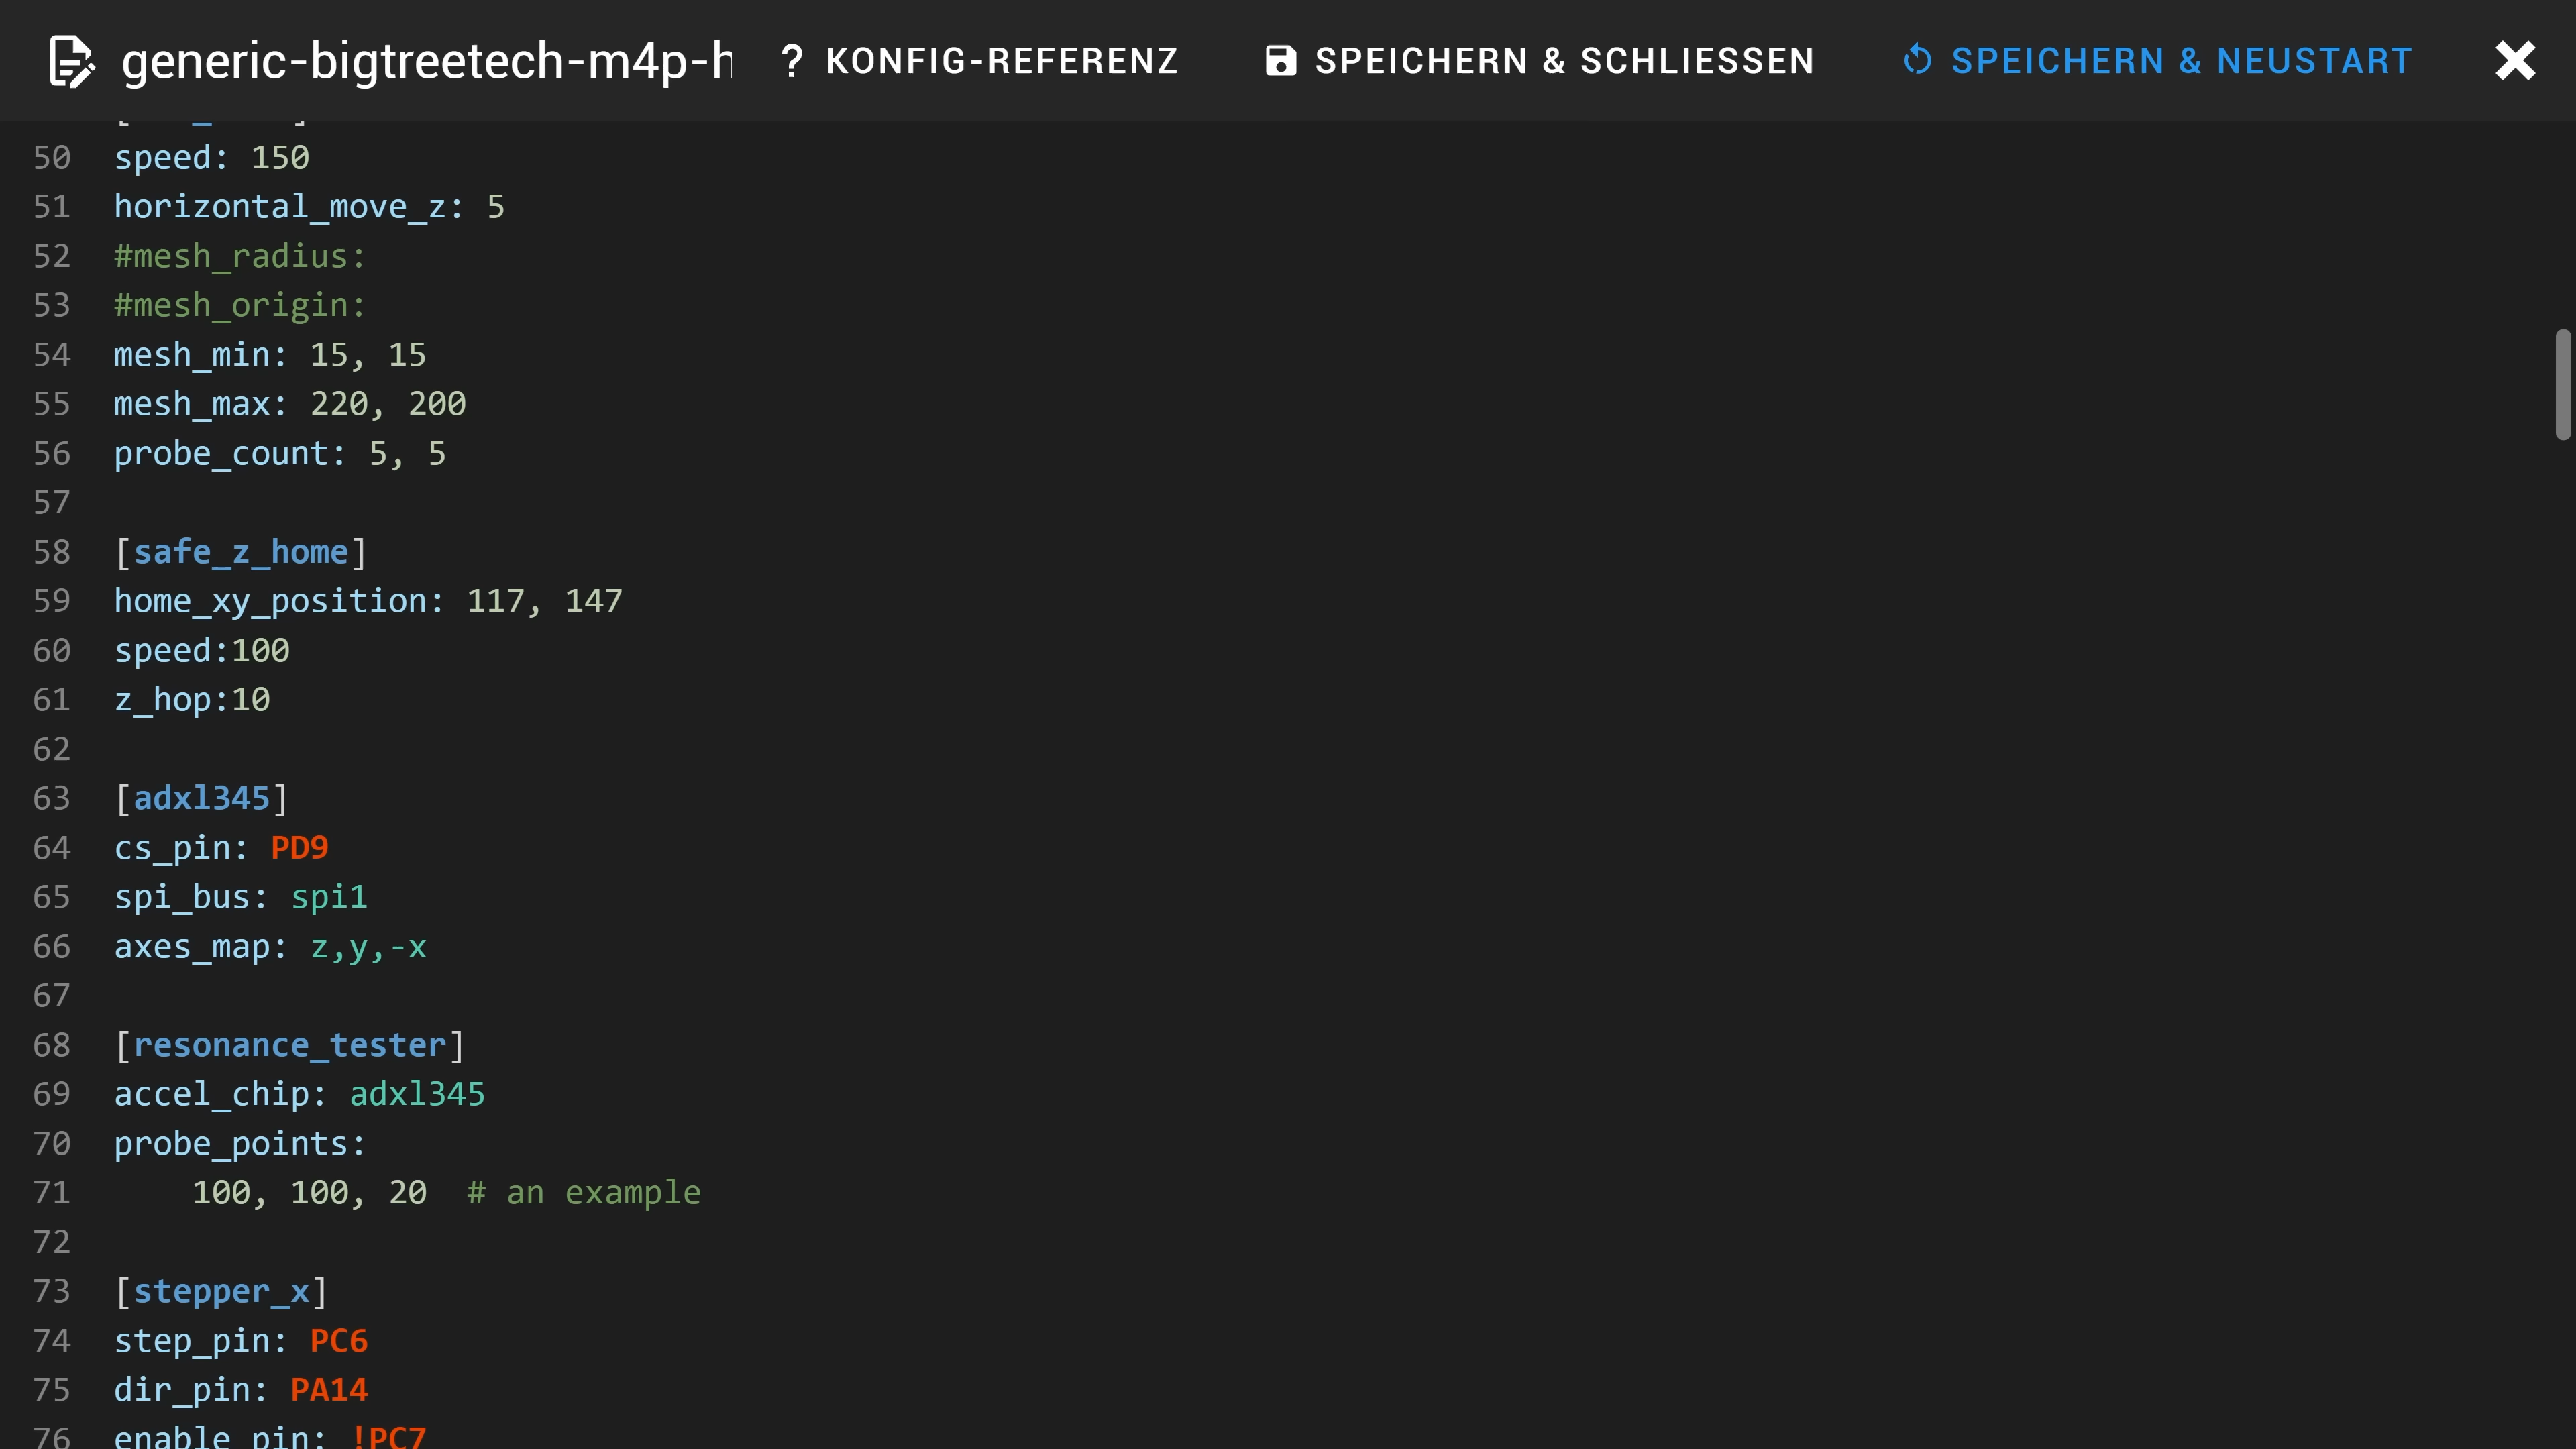 generic-bigtreetech-m4p-h ? KONFIG-REFERENZ SPEICHERN & SCHLIESSEN SPEICHERN & NEUSTART
50 speed: 150
51 horizontal_move_z: 5
52 #mesh_radius:
53 #mesh_origin:
54 mesh_min: 15, 15
55 mesh_max: 220, 200
56 probe_count: 5, 5
57
58 [safe_z_home]
59 home_xy_position: 117, 147
60 speed:100
61 z_hop:10
62
63 [adxl345]
64 cs_pin: PD9
65 spi_bus: spi1
66 axes_map: z,y,-x
67
68 [resonance_tester]
69 accel_chip: adxl345
70 probe_points:
71 100, 100, 20 # an example
72
73 [stepper_x]
74 step_pin: PC6
75 dir_pin: PA14
76 enable_pin: !PC7